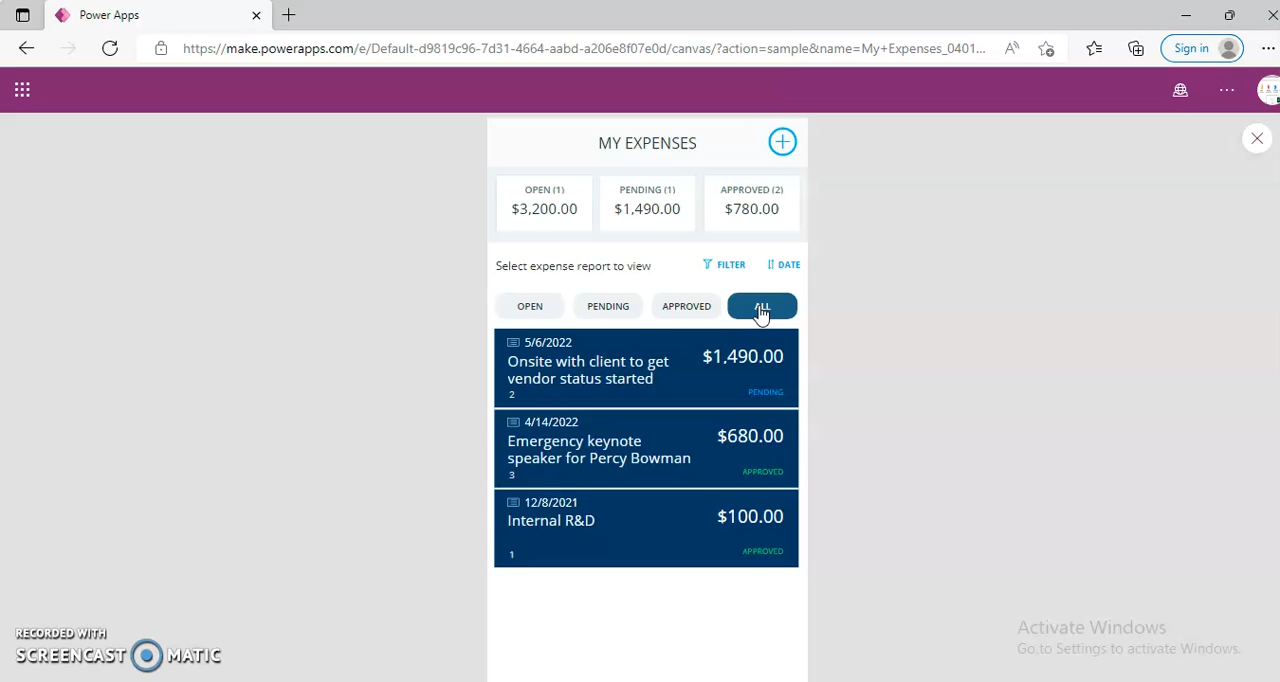 Power Apps
https://make.powerapps.com/e/Default-d9819c96-7d31-4664-aabd-a206e8f07e0d/canvas/?action=sample&name=My+Expenses_0401...
Sign in
MY EXPENSES
OPEN (1)
$3,200.00
PENDING (1)
$1,490.00
APPROVED (2)
$780.00
Select expense report to view
FILTER
DATE
OPEN
PENDING
APPROVED
ALL
5/6/2022
Onsite with client to get
vendor status started
$1,490.00
2
PENDING
4/14/2022
Emergency keynote
speaker for Percy Bowman
$680.00
3
APPROVED
12/8/2021
Internal R&D
$100.00
1
APPROVED
RECORDED WITH
SCREENCAST MATIC
Activate Windows
Go to Settings to activate Windows.